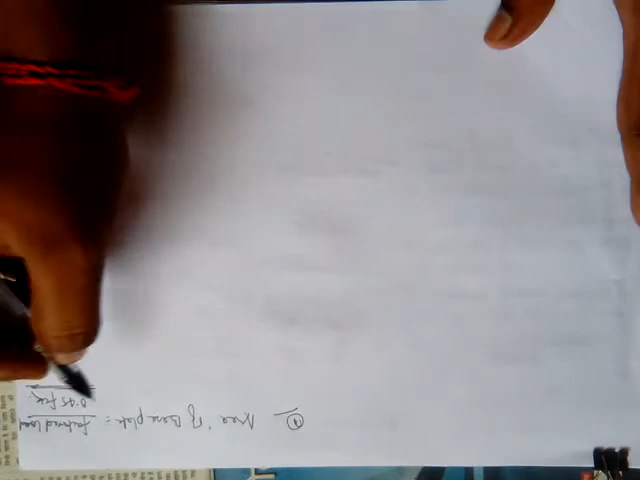 ① Area of Base plate = factored load
0.45 fck